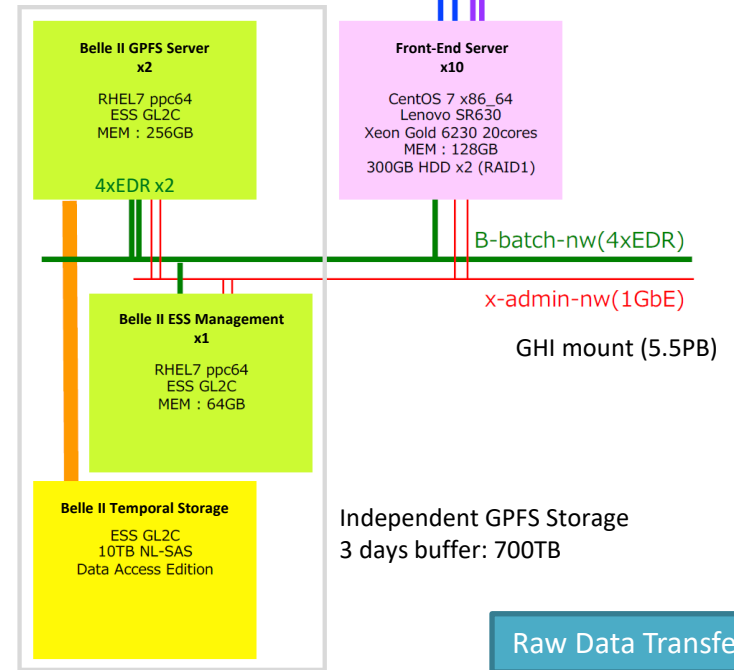 Belle II GPFS Server
x2
RHEL7 ppc64
ESS GL2C
MEM : 256GB
4xEDR x2
Front-End Server
x10
CentOS 7 x86_64
Lenovo SR630
Xeon Gold 6230 20cores
MEM : 128GB
300GB HDD x2 (RAID1)
B-batch-nw(4xEDR)
x-admin-nw(1GbE)
Belle II ESS Management
x1
RHEL7 ppc64
ESS GL2C
MEM : 64GB
GHI mount (5.5PB)
Belle II Temporal Storage
ESS GL2C
10TB NL-SAS
Data Access Edition
Independent GPFS Storage
3 days buffer: 700TB
Raw Data Transfe